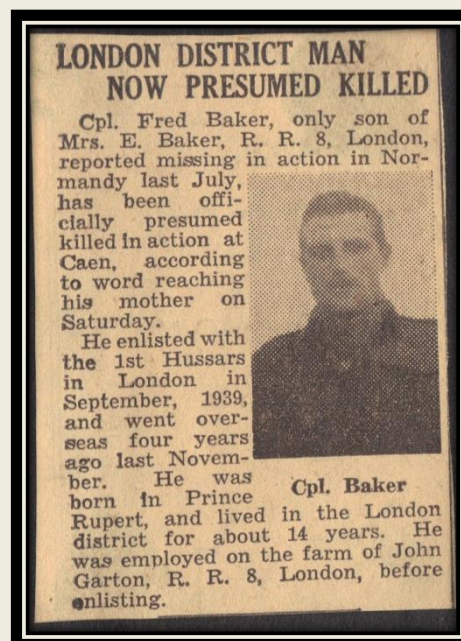 LONDON DISTRICT MAN
NOW PRESUMED KILLED
Cpl. Fred Baker, only son of
Mrs. E. Baker, R. R. 8, London,
reported missing in action in Nor-
mandy last July,
has been offi-
cially presumed
killed in action at
Caen, according
to word reaching
his mother on
Saturday.
He enlisted with
the 1st Hussars
in London in
September, 1939,
and went over-
seas four years
ago last Novem-
ber. He was
born in Prince
Rupert, and lived in the London
district for about 14 years. He
was employed on the farm of John
Garton, R. R. 8, London, before
enlisting.
Cpl. Baker